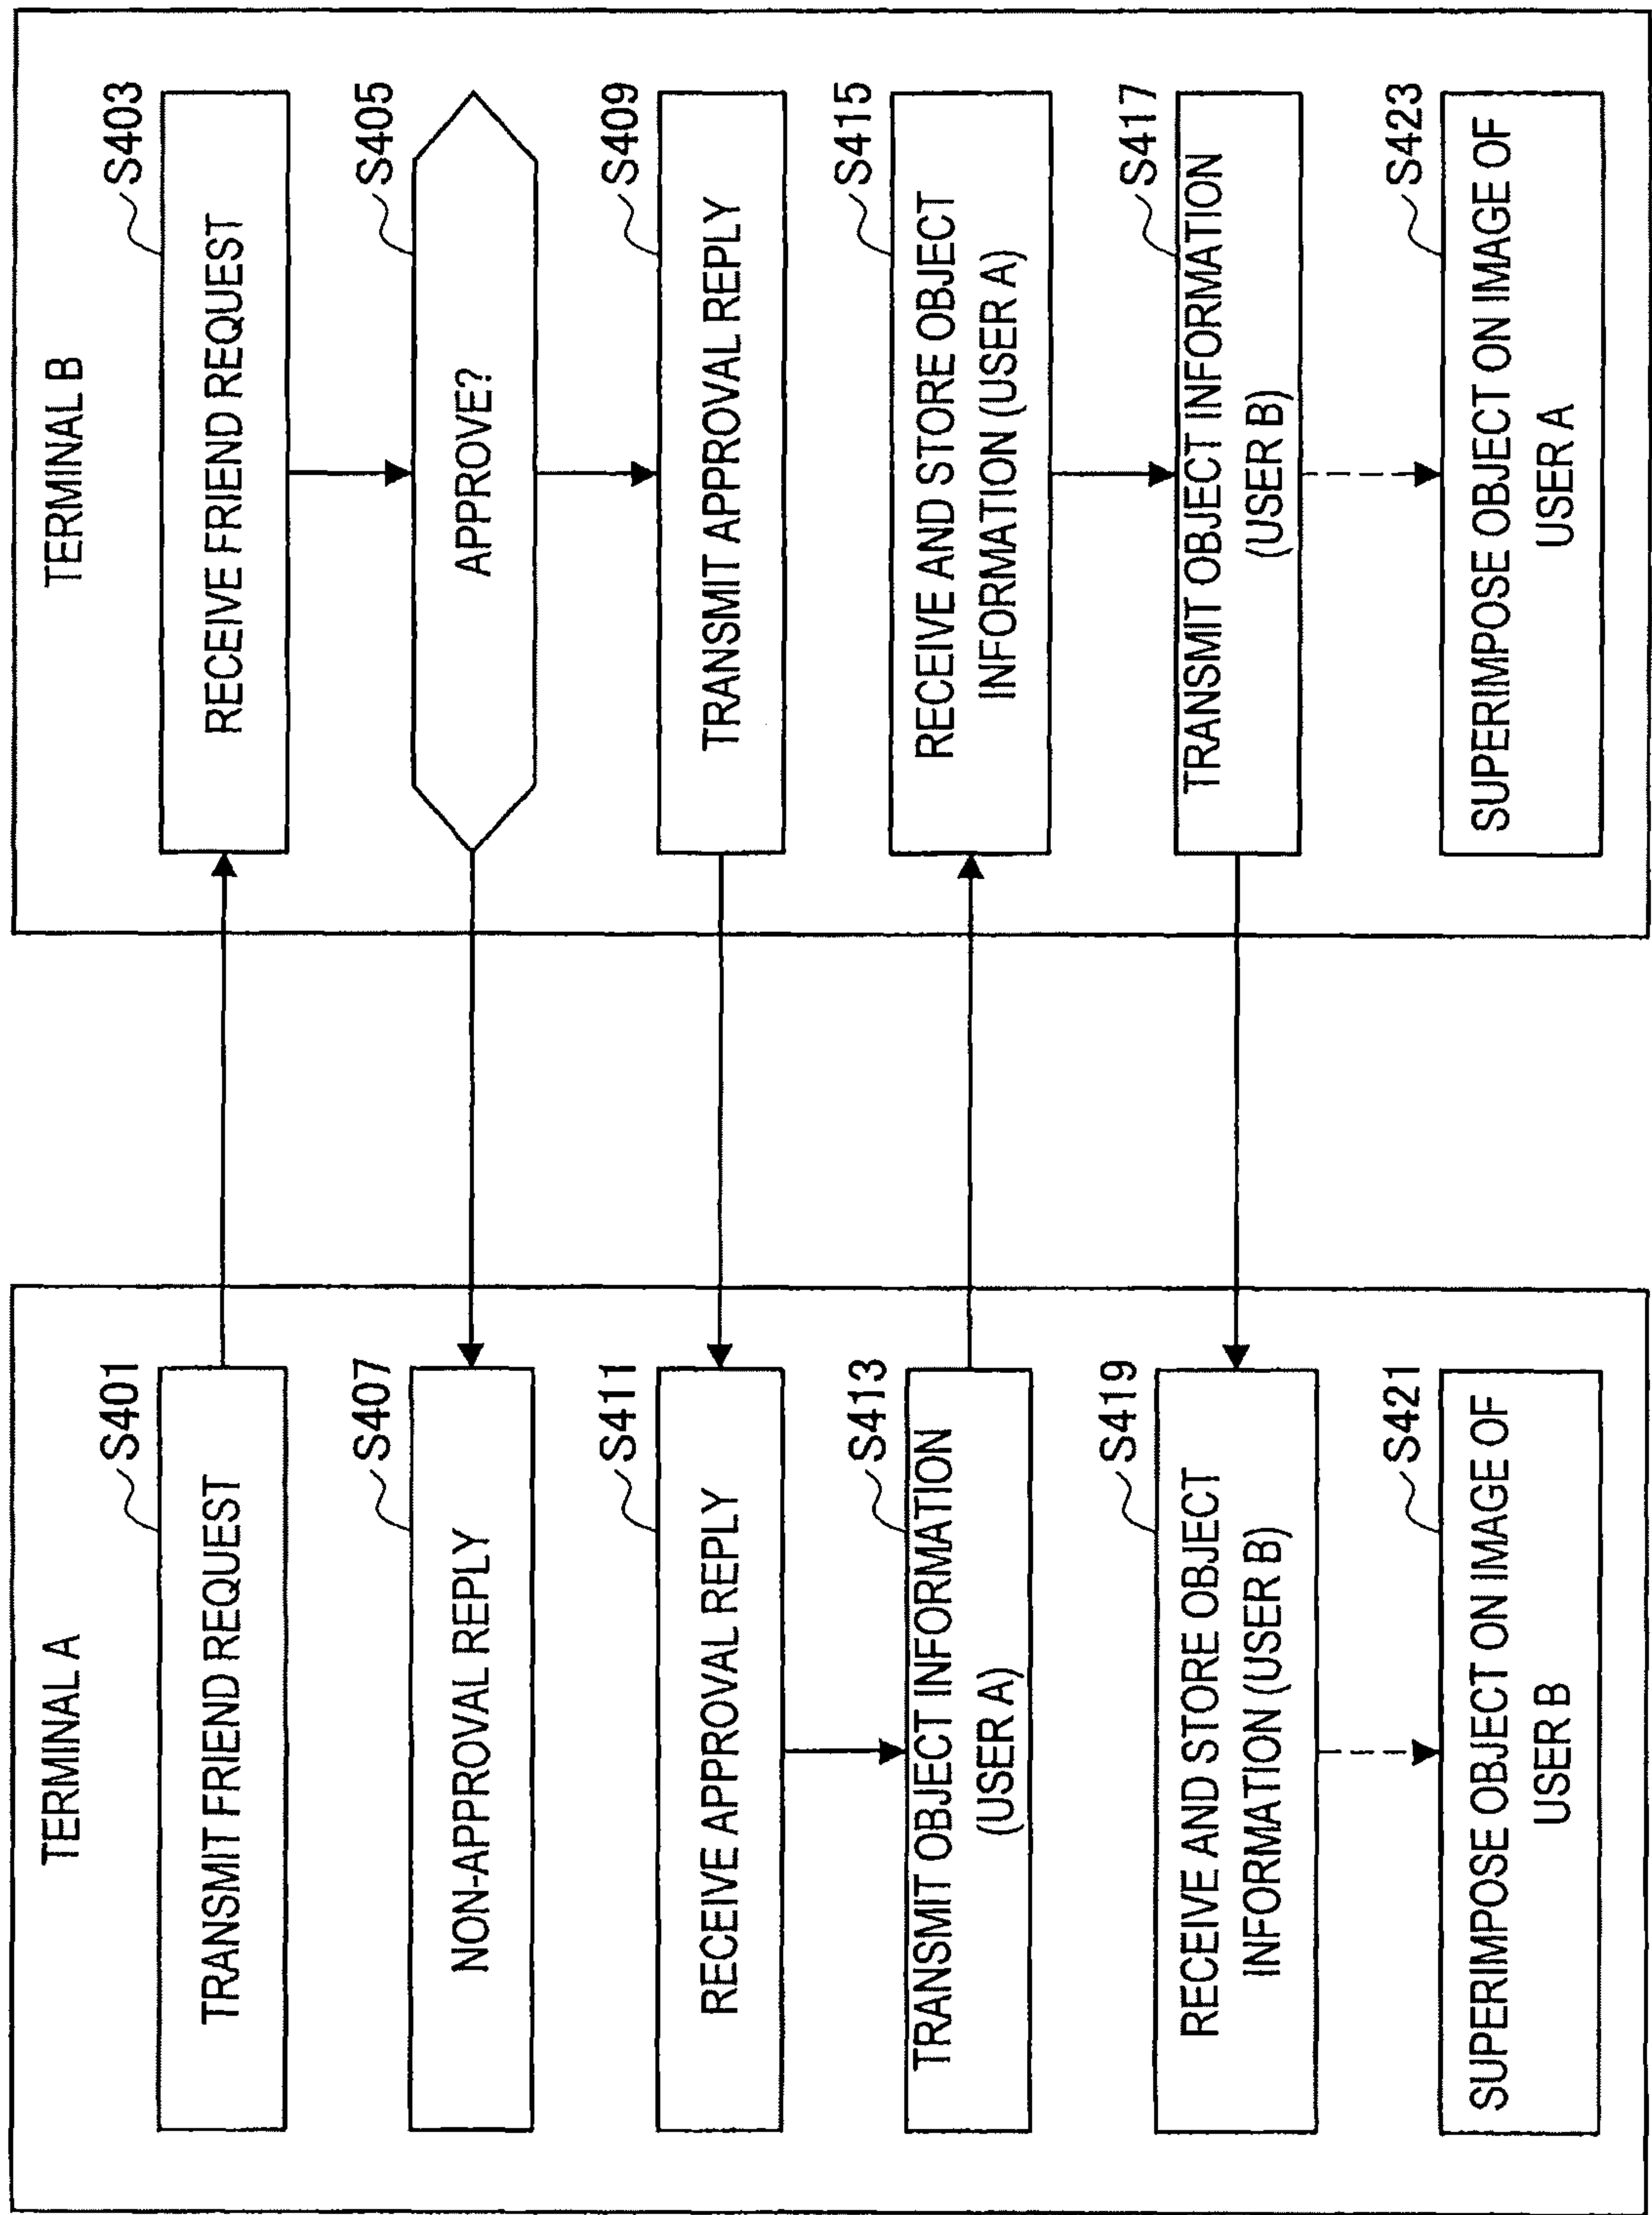 TERMINAL A
S401
TRANSMIT FRIEND REQUEST
S407
NON-APPROVAL REPLY
S411
RECEIVE APPROVAL REPLY
S413
TRANSMIT OBJECT INFORMATION
(USER A)
S419
RECEIVE AND STORE OBJECT
INFORMATION (USER B)
S421
SUPERIMPOSE OBJECT ON IMAGE OF
USER B
TERMINAL B
S403
RECEIVE FRIEND REQUEST
S405
APPROVE?
S409
TRANSMIT APPROVAL REPLY
S415
RECEIVE AND STORE OBJECT
INFORMATION (USER A)
S417
TRANSMIT OBJECT INFORMATION
(USER B)
S423
SUPERIMPOSE OBJECT ON IMAGE OF
USER A